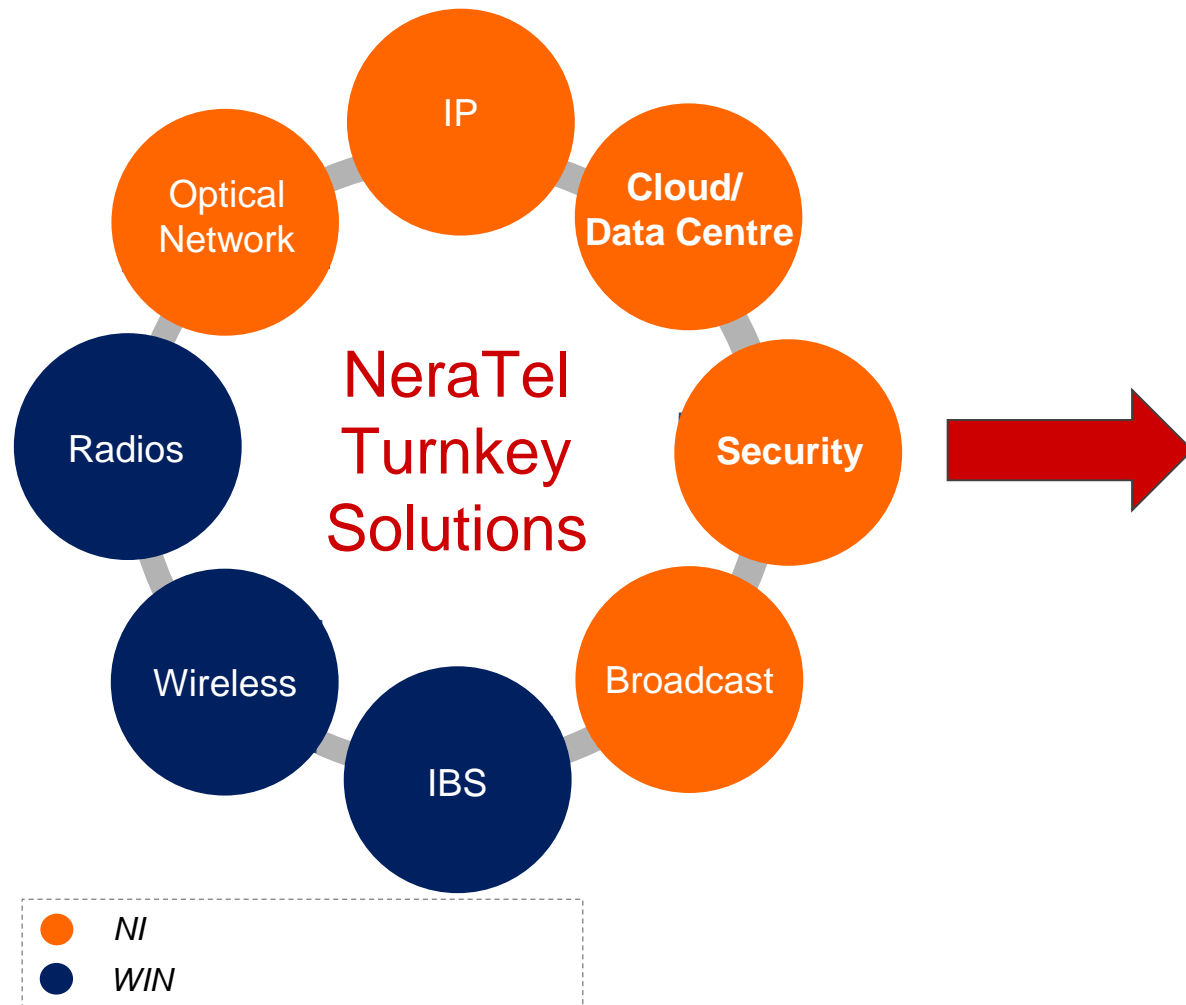 IP
Optical
Network
Cloud/
Data Centre
NeraTel
Turnkey
Solutions
Radios
Security
Wireless
Broadcast
IBS
NI
WIN